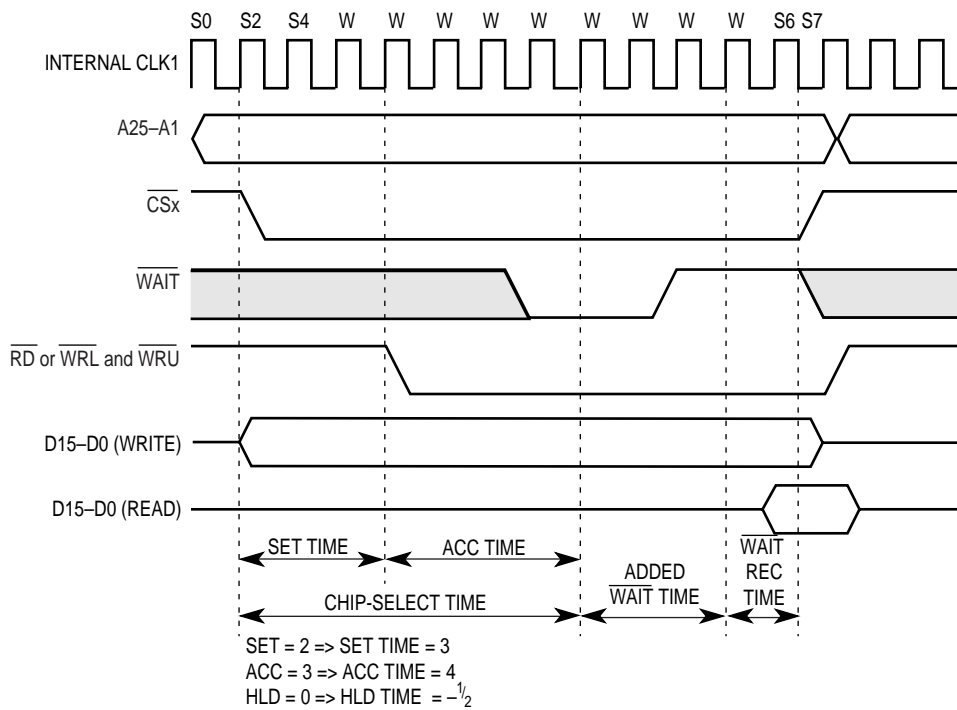 S0 S2 S4 W W W W W W W W W S6 S7
INTERNAL CLK1
A25–A1
CSx
WAIT
RD or WRL and WRU
D15–D0 (WRITE)
D15–D0 (READ)
SET TIME
ACC TIME
WAIT
REC
TIME
ADDED
WAIT TIME
CHIP-SELECT TIME
SET = 2 => SET TIME = 3
ACC = 3 => ACC TIME = 4
HLD = 0 => HLD TIME = –1/2